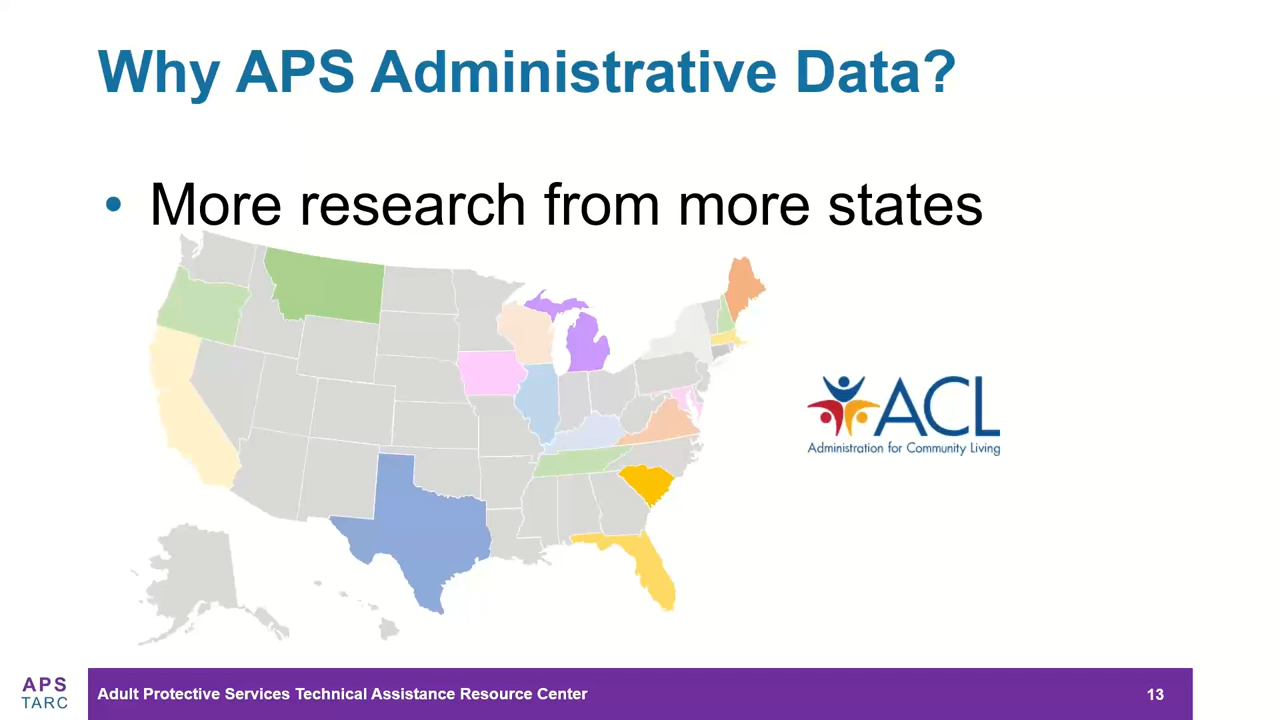 Why APS Administrative Data?
• More research from more states
ACL
Administration for Community Living
APS
TARC
Adult Protective Services Technical Assistance Resource Center
13